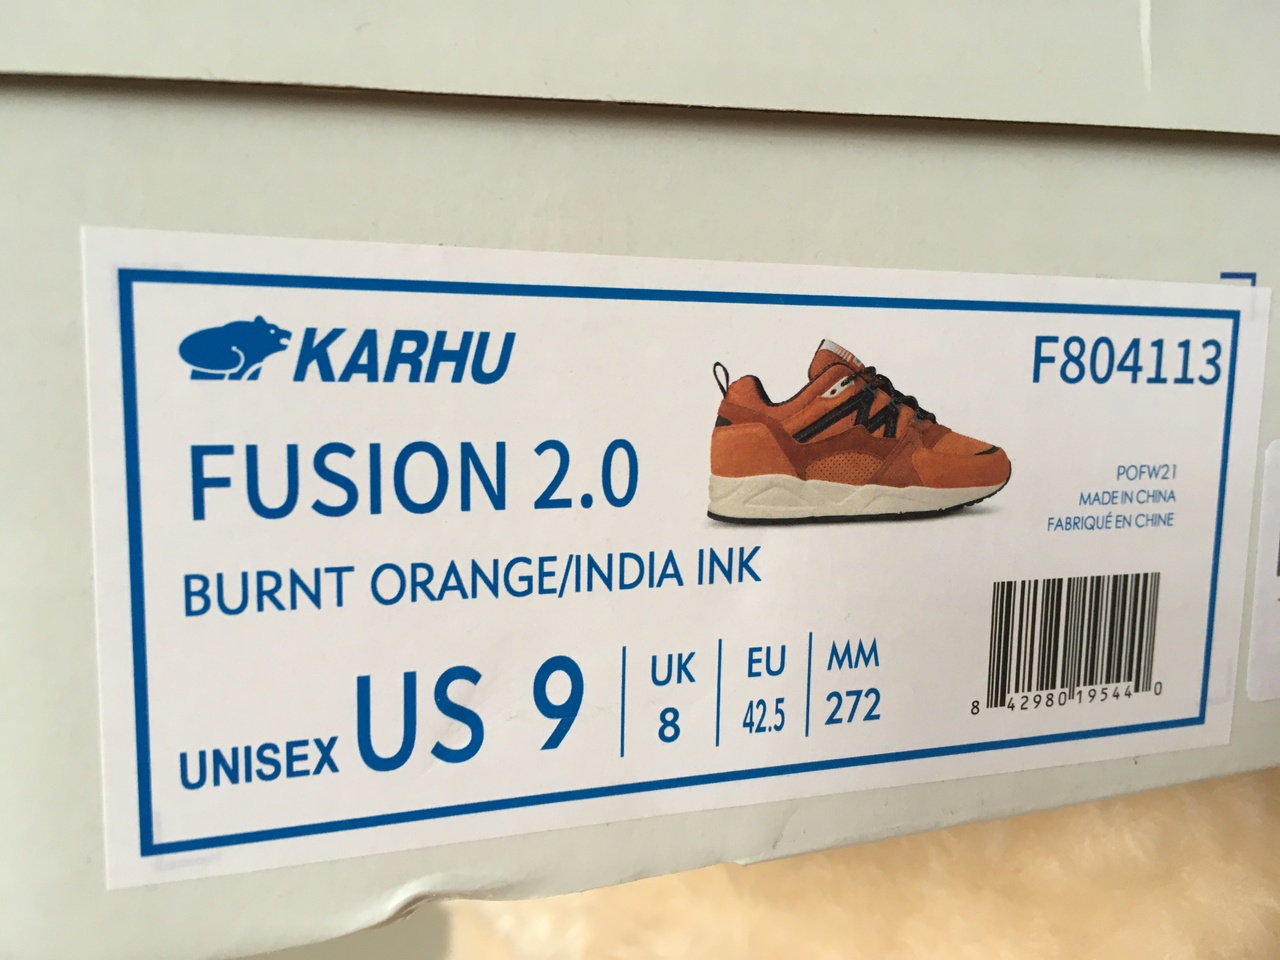 KARHU
F804113
FUSION 2.0
POFW21
MADE IN CHINA
FABRIQUÉ EN CHINE
BURNT ORANGE/INDIA INK
UNISEX US 9
UK
8
EU
42.5
MM
272
8 42980 19544 0